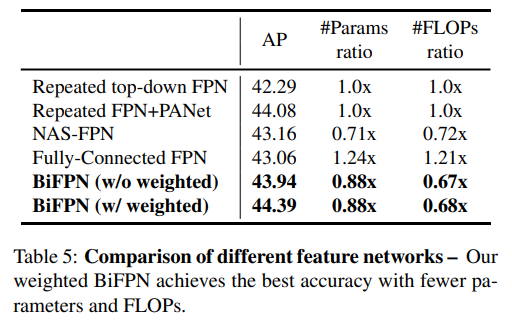 AP #Params ratio #FLOPs ratio
Repeated top-down FPN 42.29 1.0x 1.0x
Repeated FPN+PANet 44.08 1.0x 1.0x
NAS-FPN 43.16 0.71x 0.72x
Fully-Connected FPN 43.06 1.24x 1.21x
BiFPN (w/o weighted) 43.94 0.88x 0.67x
BiFPN (w/ weighted) 44.39 0.88x 0.68x
Table 5: Comparison of different feature networks – Our
weighted BiFPN achieves the best accuracy with fewer pa-
rameters and FLOPs.